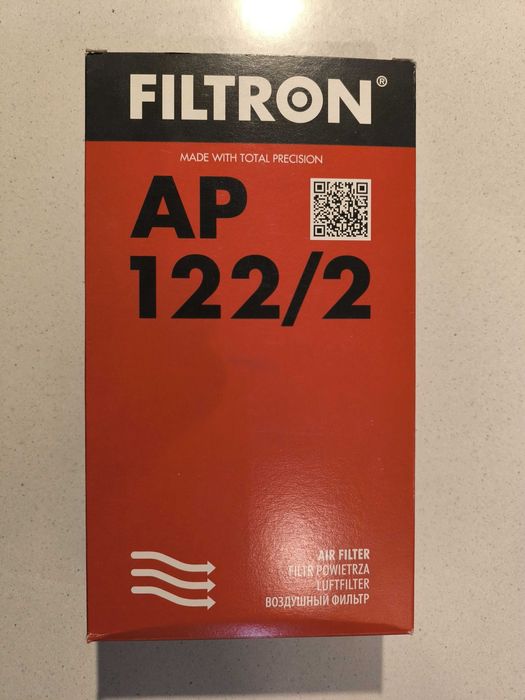 FILTRON®
MADE WITH TOTAL PRECISION
AP
122/2
AIR FILTER
FILTR POWIETRZA
LUFTFILTER
ВОЗДУШНЫЙ ФИЛЬТР